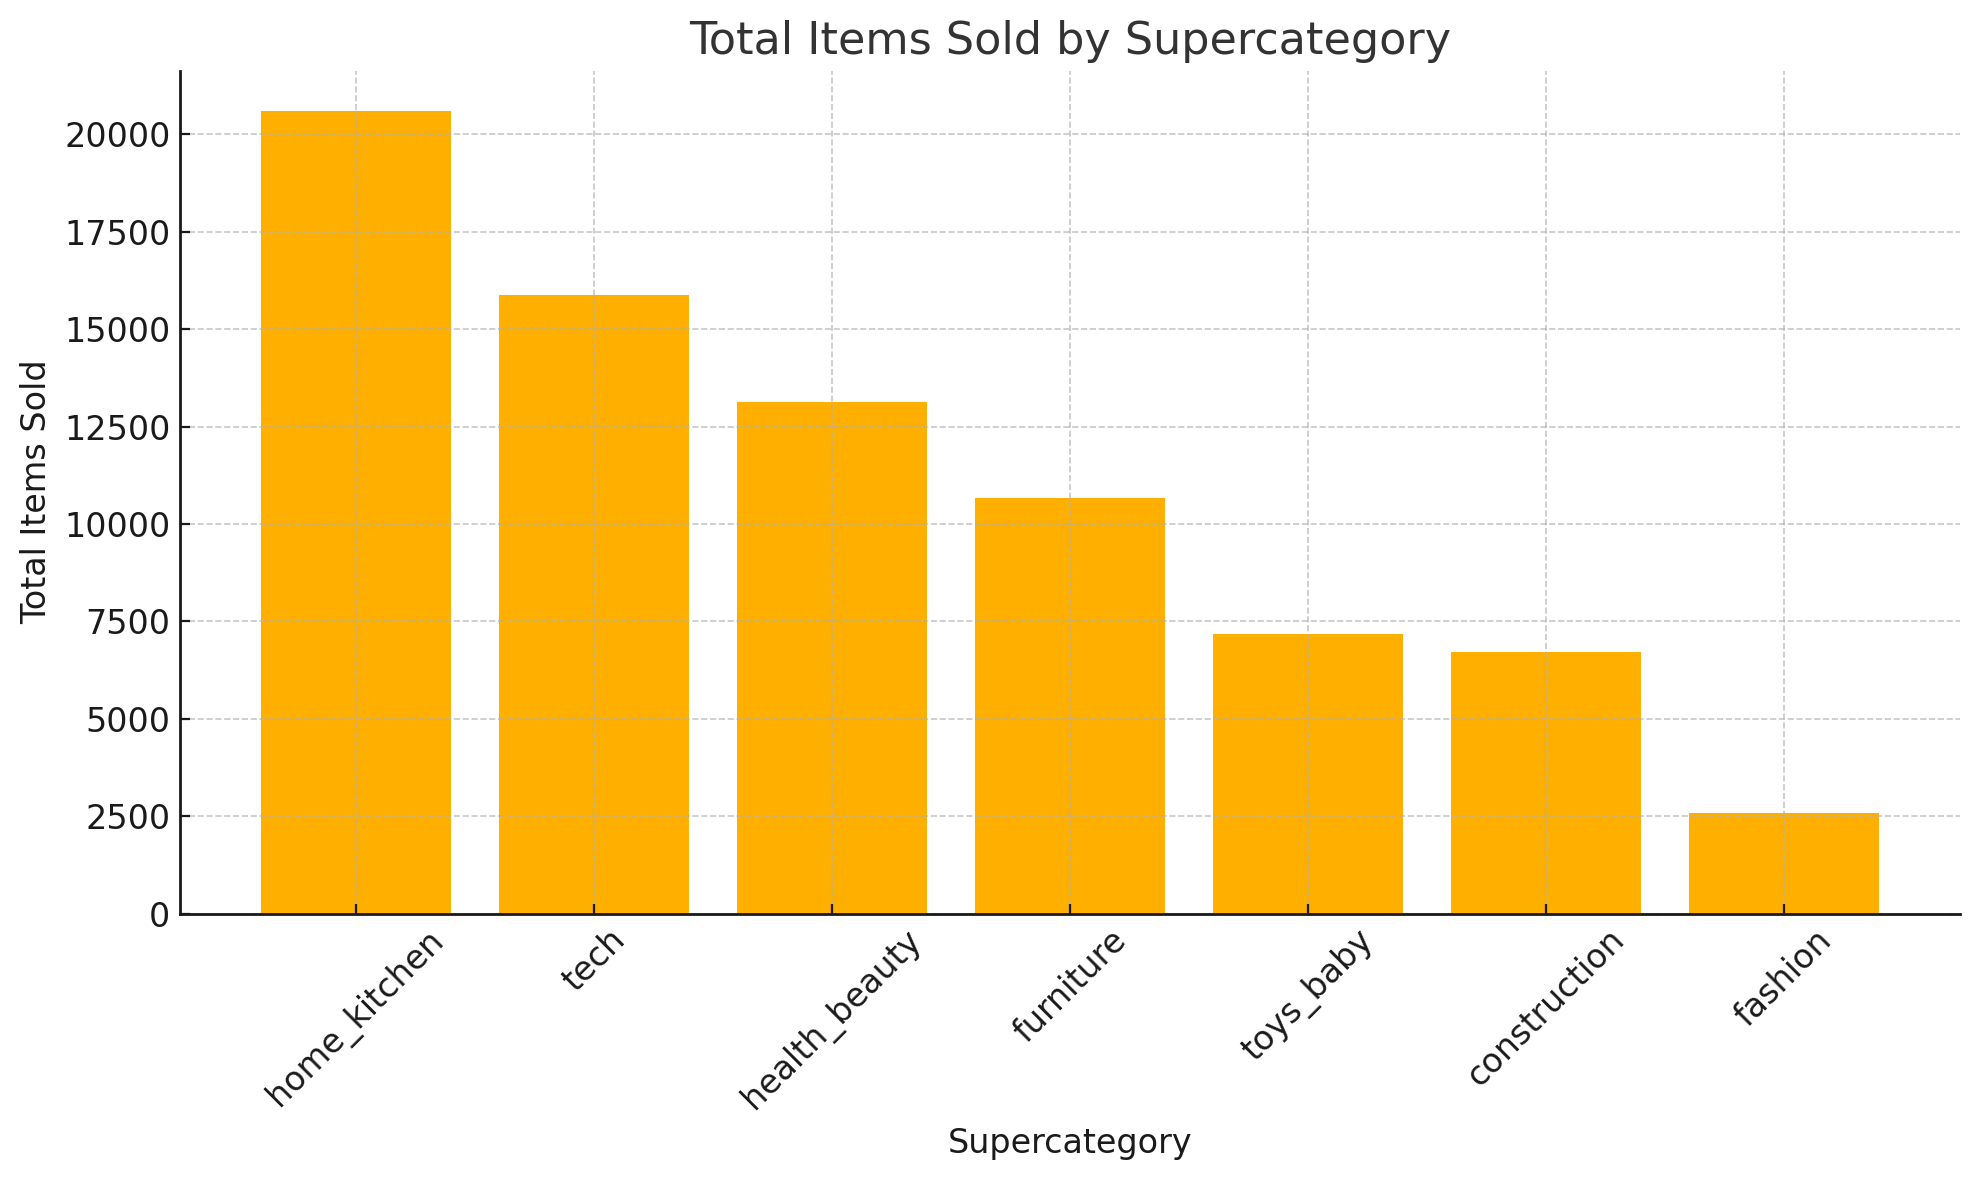 Total Items Sold by Supercategory
Total Items Sold
20000
17500
15000
12500
10000
7500
5000
2500
0
home_kitchen
tech
health_beauty
furniture
toys_baby
construction
fashion
Supercategory